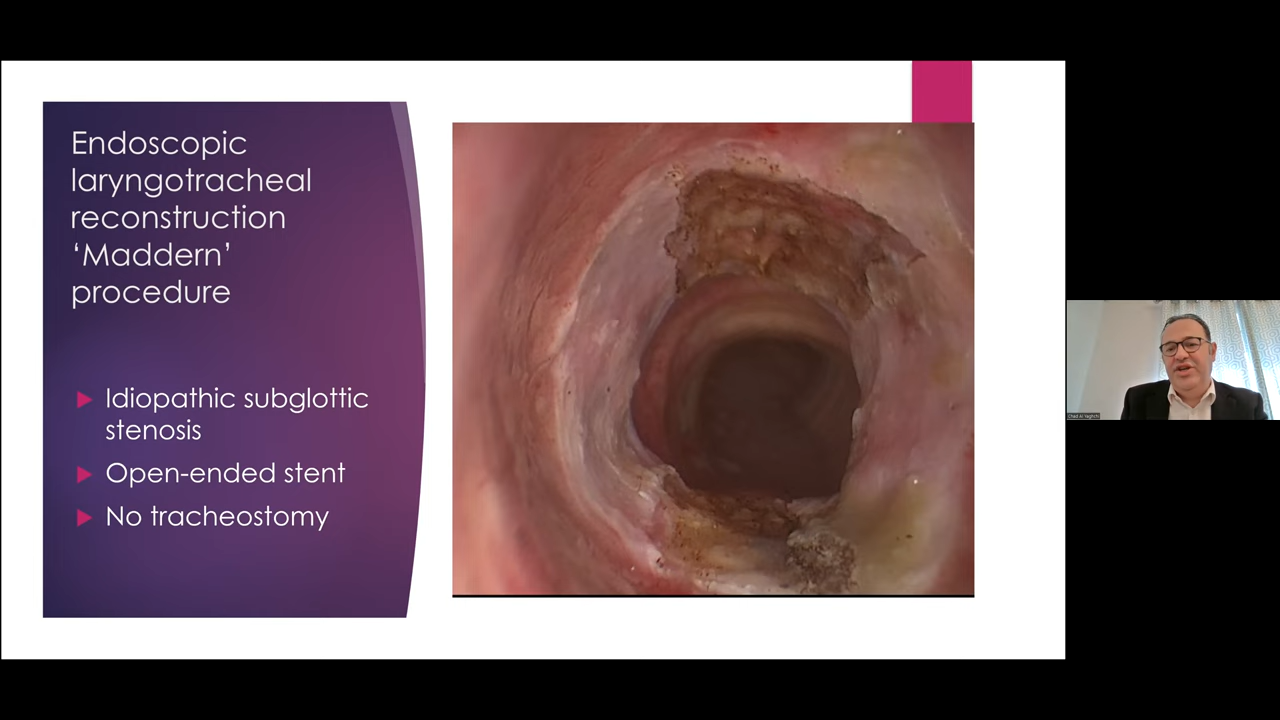 Endoscopic
laryngotracheal
reconstruction
‘Maddern’
procedure
Idiopathic subglottic
stenosis
Open-ended stent
No tracheostomy